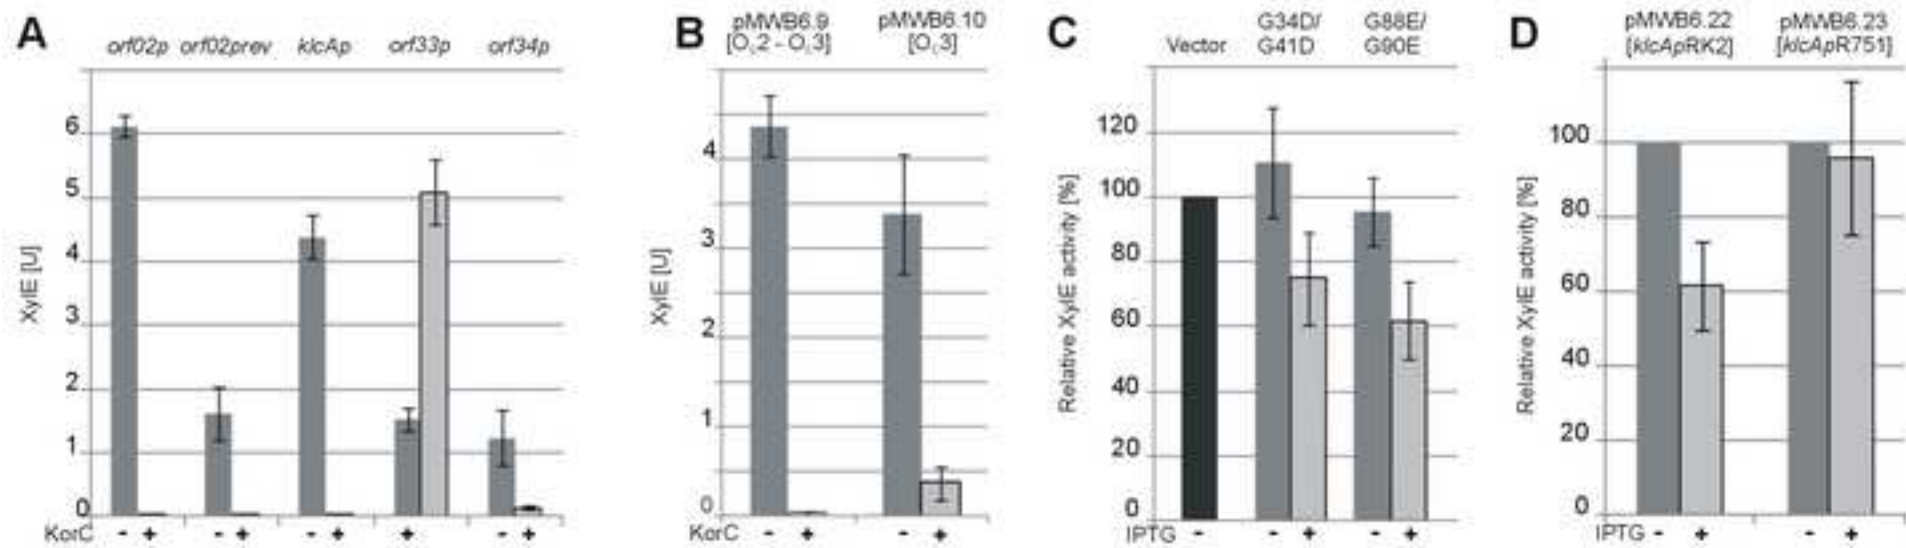 A
orf02p orf02prev klcAp orf33p orf34p
XylE [U]
6
5
4
3
2
1
0
KorC - + - + - + + - +
B
pMWB6.9 pMWB6.10
[Oc2 - Oc3] [Oc3]
XylE [U]
4
3
2
1
0
KorC - + - +
C
Vector G34D/ G88E/
G41D G90E
Relative XylE activity [%]
120
100
80
60
40
20
0
IPTG - - + - +
D
pMWB6.22 pMWB6.23
[klcApRK2] [klcApR751]
Relative XylE activity [%]
100
80
60
40
20
0
IPTG - + - +